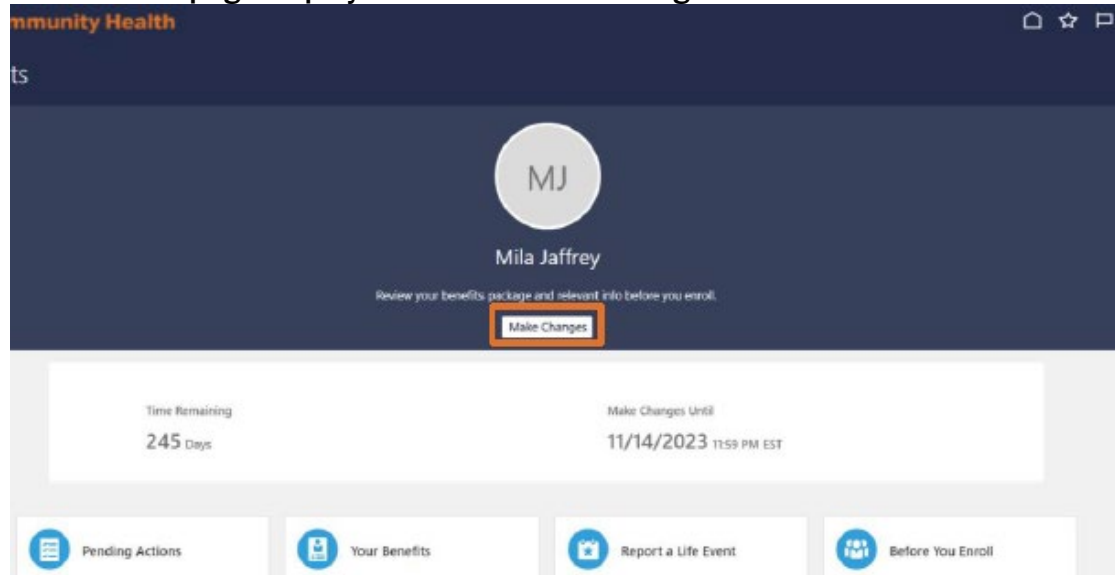 mmunity Health
ts
MJ
Mila Jaffrey
Review your benefits package and relevant info before you enroll.
Make Changes
Time Remaining
245 Days
Make Changes Until
11/14/2023 11:59 PM EST
Pending Actions
Your Benefits
Report a Life Event
Before You Enroll